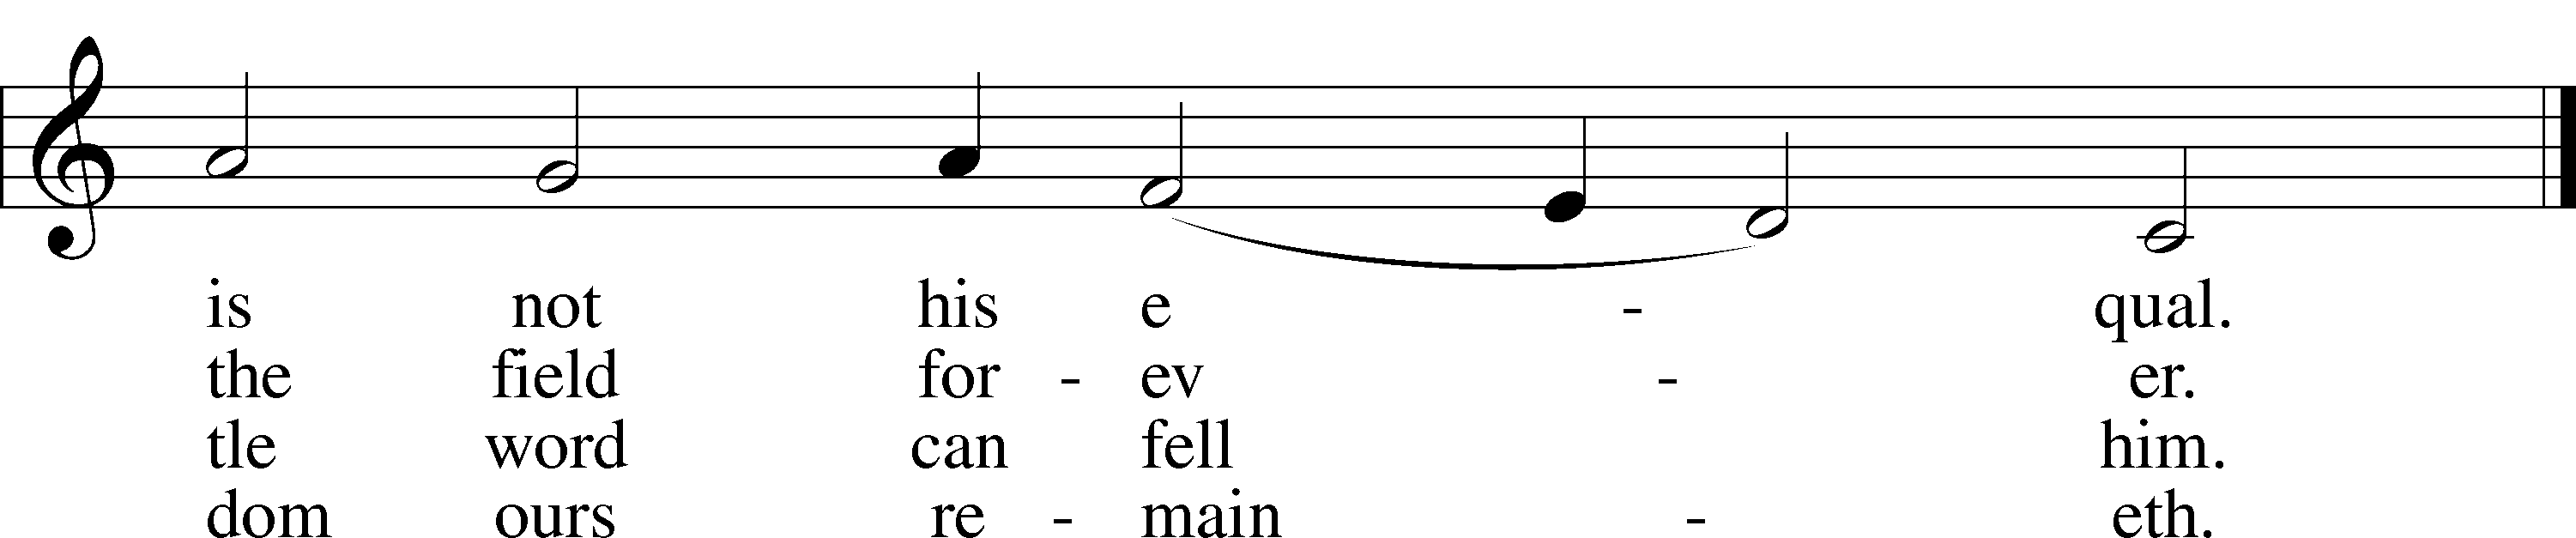 is not his e - qual.
the field for - ev - er.
tle word can fell him.
dom ours re - main - eth.